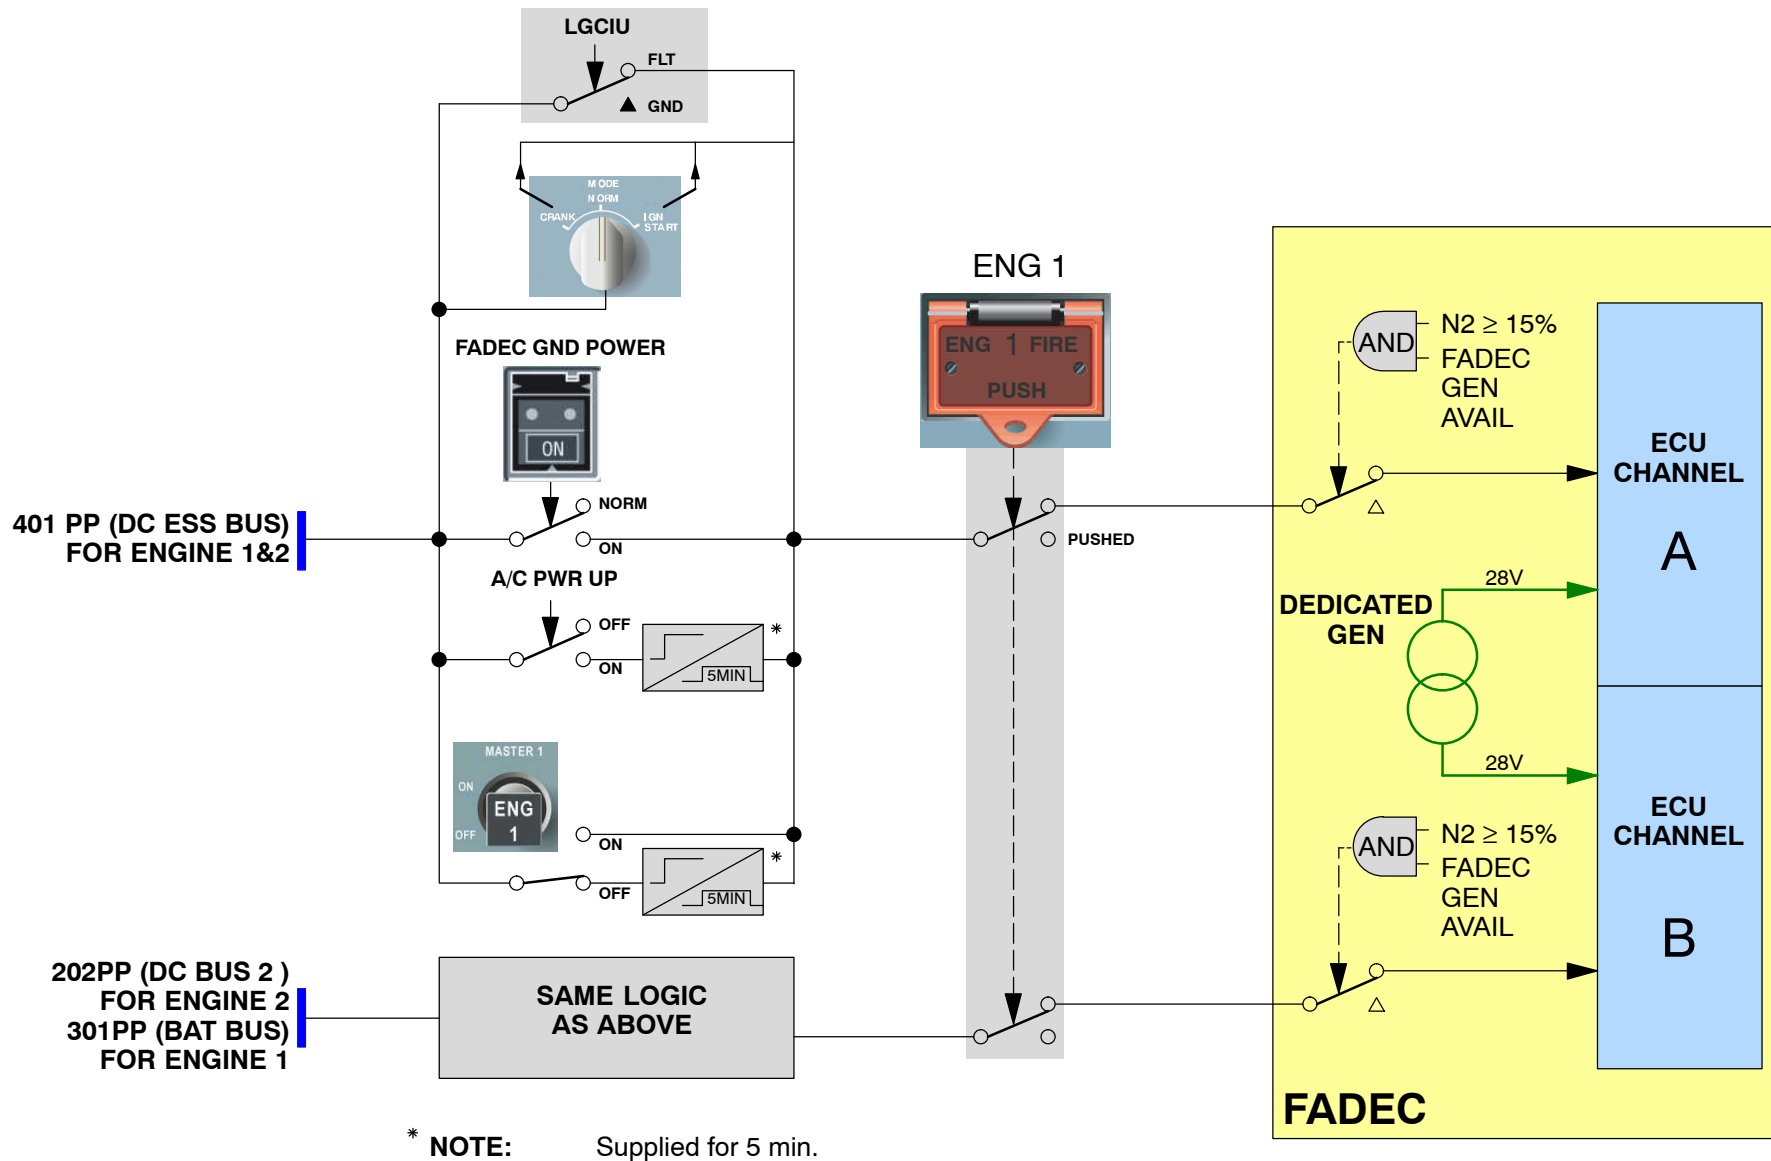 LGCIU
FLT
GND
MODE
NORM
CRANK
IGN
START
FADEC GND POWER
ON
NORM
ON
401 PP (DC ESS BUS)
FOR ENGINE 1&2
A/C PWR UP
OFF
ON
*
5MIN
MASTER 1
ON
OFF
ENG
1
ON
OFF
*
5MIN
202PP (DC BUS 2 )
FOR ENGINE 2
301PP (BAT BUS)
FOR ENGINE 1
SAME LOGIC
AS ABOVE
ENG 1
ENG 1 FIRE
PUSH
PUSHED
AND
N2 ≥ 15%
FADEC
GEN
AVAIL
ECU
CHANNEL
A
DEDICATED
GEN
28V
28V
AND
N2 ≥ 15%
FADEC
GEN
AVAIL
ECU
CHANNEL
B
FADEC
* NOTE: Supplied for 5 min.